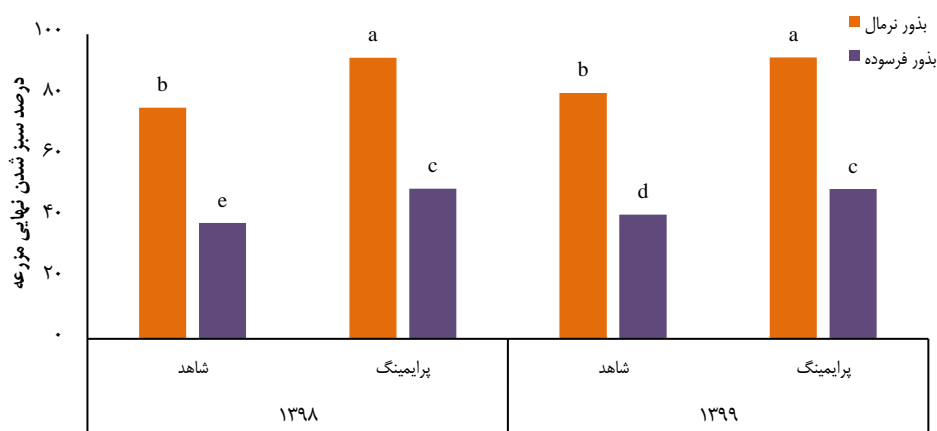 بذور نرمال
بذور فرسوده
درصد سبز شدن نهایی مزرعه
۱۰۰
۸۰
۶۰
۴۰
۲۰
۰
b
e
a
c
b
d
a
c
شاهد
پرایمینگ
شاهد
پرایمینگ
۱۳۹۸
۱۳۹۹